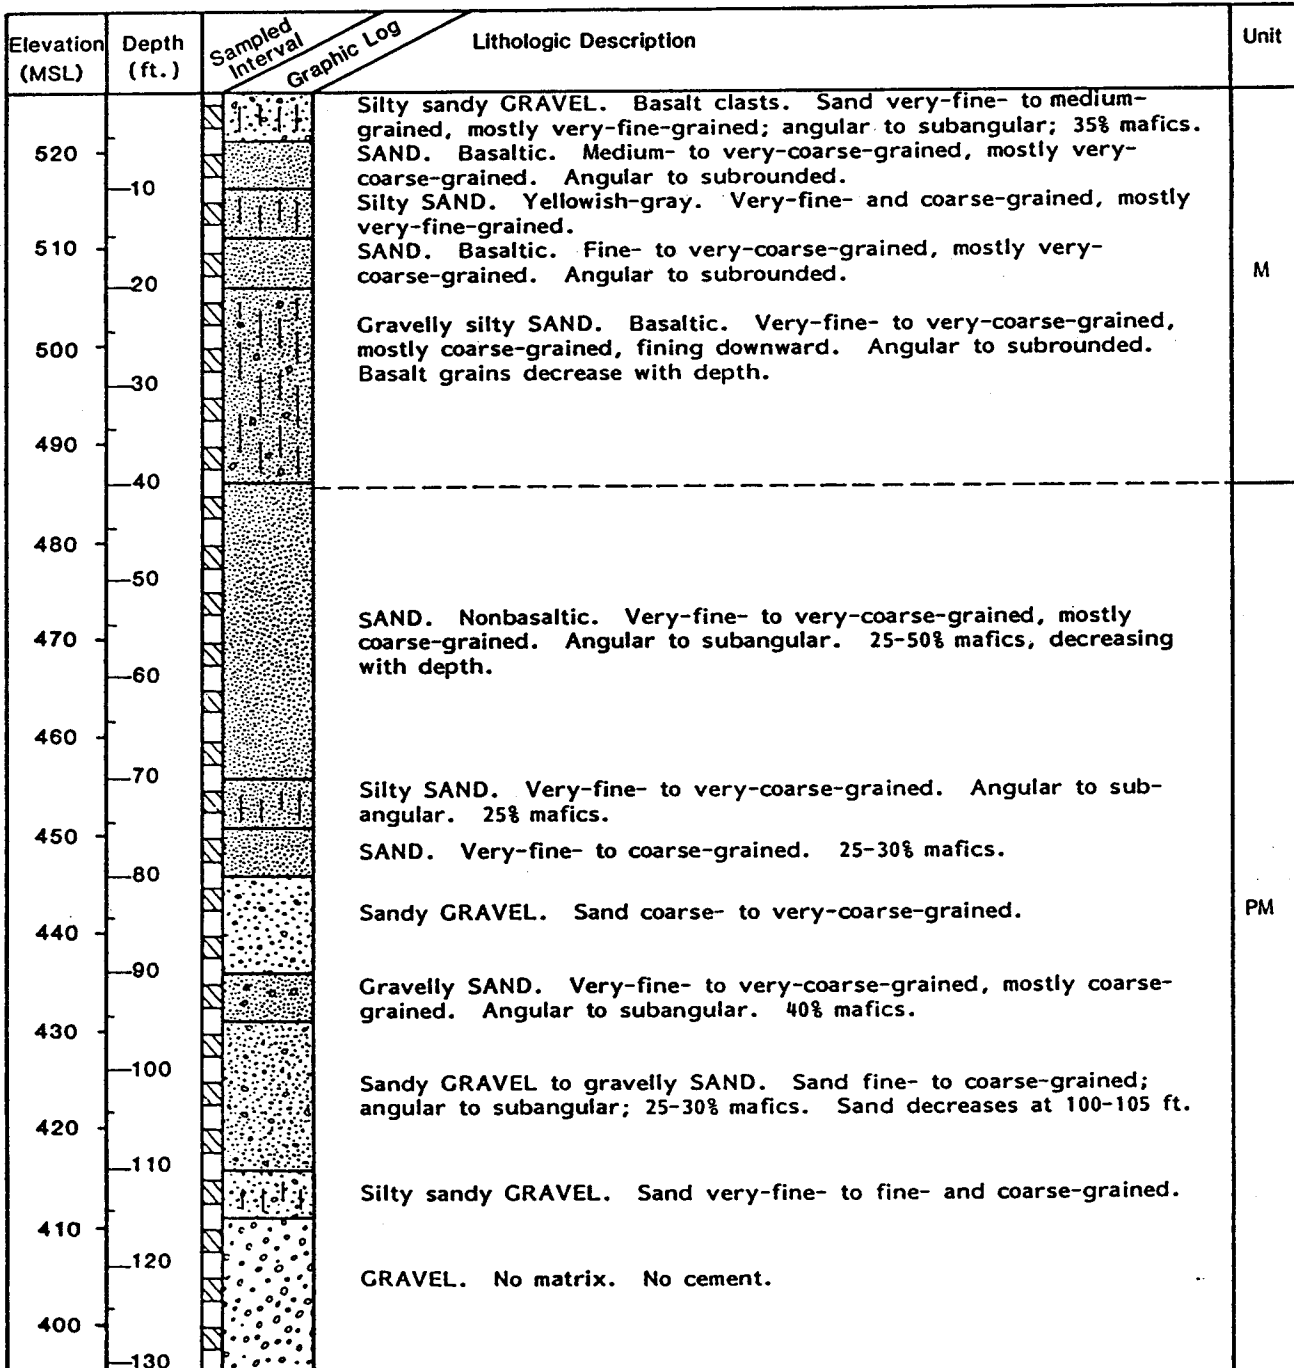 Elevation (MSL)
Depth (ft.)
Sampled Interval
Graphic Log
Lithologic Description
Unit
Silty sandy GRAVEL. Basalt clasts. Sand very-fine- to medium-
grained, mostly very-fine-grained; angular to subangular; 35% mafics.
520
SAND. Basaltic. Medium- to very-coarse-grained, mostly very-
coarse-grained. Angular to subrounded.
10
Silty SAND. Yellowish-gray. Very-fine- and coarse-grained, mostly
very-fine-grained.
510
SAND. Basaltic. Fine- to very-coarse-grained, mostly very-
coarse-grained. Angular to subrounded.
M
20
Gravelly silty SAND. Basaltic. Very-fine- to very-coarse-grained,
500
mostly coarse-grained, fining downward. Angular to subrounded.
Basalt grains decrease with depth.
30
490
40
480
50
SAND. Nonbasaltic. Very-fine- to very-coarse-grained, mostly
470
coarse-grained. Angular to subangular. 25-50% mafics, decreasing
with depth.
60
460
70
Silty SAND. Very-fine- to very-coarse-grained. Angular to sub-
angular. 25% mafics.
450
SAND. Very-fine- to coarse-grained. 25-30% mafics.
80
Sandy GRAVEL. Sand coarse- to very-coarse-grained.
PM
440
90
Gravelly SAND. Very-fine- to very-coarse-grained, mostly coarse-
grained. Angular to subangular. 40% mafics.
430
100
Sandy GRAVEL to gravelly SAND. Sand fine- to coarse-grained;
angular to subangular; 25-30% mafics. Sand decreases at 100-105 ft.
420
110
Silty sandy GRAVEL. Sand very-fine- to fine- and coarse-grained.
410
120
GRAVEL. No matrix. No cement.
400
130